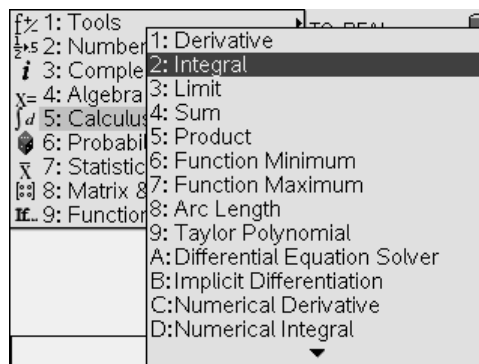 1: Tools
2: Number
3: Comple
4: Algebra
5: Calculus
6: Probabil
7: Statistic
8: Matrix &
9: Function
1: Derivative
2: Integral
3: Limit
4: Sum
5: Product
6: Function Minimum
7: Function Maximum
8: Arc Length
9: Taylor Polynomial
A: Differential Equation Solver
B: Implicit Differentiation
C: Numerical Derivative
D: Numerical Integral